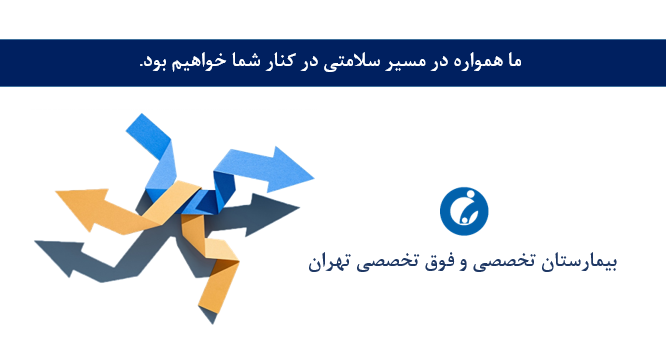 ما همواره در مسیر سلامتی در کنار شما خواهیم بود.
بیمارستان تخصصی و فوق تخصصی تهران